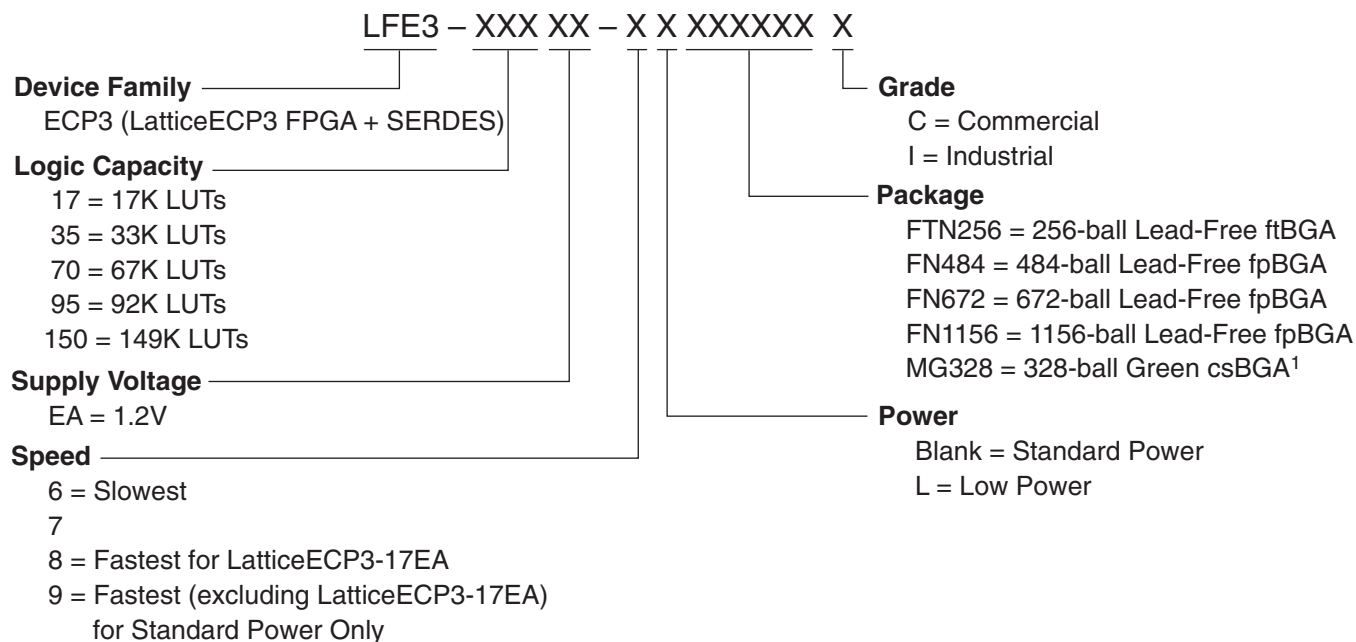 LFE3 – XXX XX – X X XXXXXX X
Device Family
ECP3 (LatticeECP3 FPGA + SERDES)
Logic Capacity
17 = 17K LUTs
35 = 33K LUTs
70 = 67K LUTs
95 = 92K LUTs
150 = 149K LUTs
Supply Voltage
EA = 1.2V
Speed
6 = Slowest
7
8 = Fastest for LatticeECP3-17EA
9 = Fastest (excluding LatticeECP3-17EA)
for Standard Power Only
Grade
C = Commercial
I = Industrial
Package
FTN256 = 256-ball Lead-Free ftBGA
FN484 = 484-ball Lead-Free fpBGA
FN672 = 672-ball Lead-Free fpBGA
FN1156 = 1156-ball Lead-Free fpBGA
MG328 = 328-ball Green csBGA¹
Power
Blank = Standard Power
L = Low Power